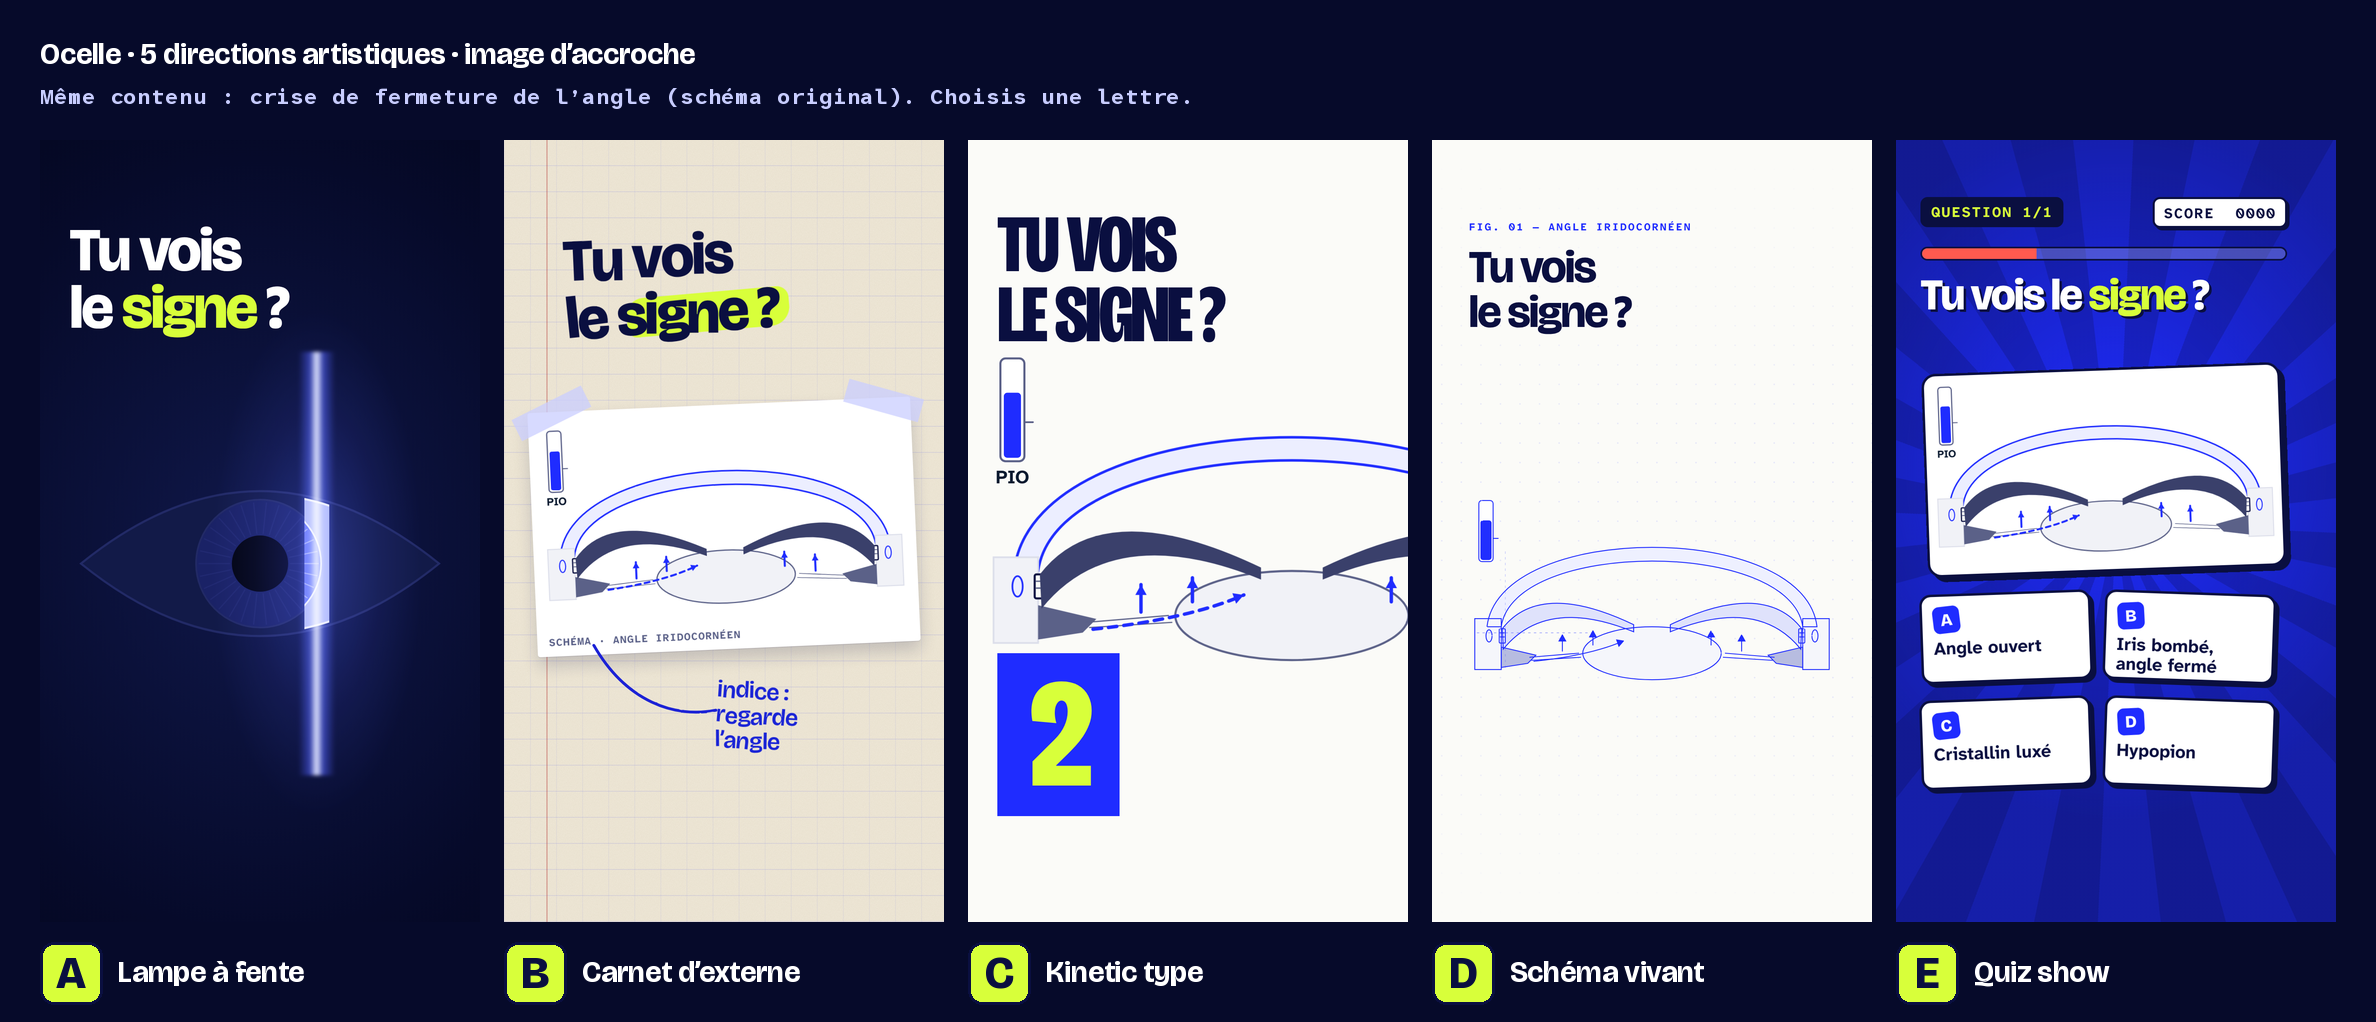 Ocelle · 5 directions artistiques · image d’accroche
Même contenu : crise de fermeture de l’angle (schéma original). Choisis une lettre.
Tu vois
le signe ?
A Lampe à fente
Tu vois
le signe ?
PIO
SCHÉMA · ANGLE IRIDOCORNÉEN
indice :
regarde
l’angle
B Carnet d’externe
TU VOIS
LE SIGNE ?
PIO
2
C Kinetic type
FIG. 01 — ANGLE IRIDOCORNÉEN
Tu vois
le signe ?
D Schéma vivant
QUESTION 1/1
SCORE 0000
Tu vois le signe ?
PIO
A
Angle ouvert
B
Iris bombé,
angle fermé
C
Cristallin luxé
D
Hypopion
E Quiz show